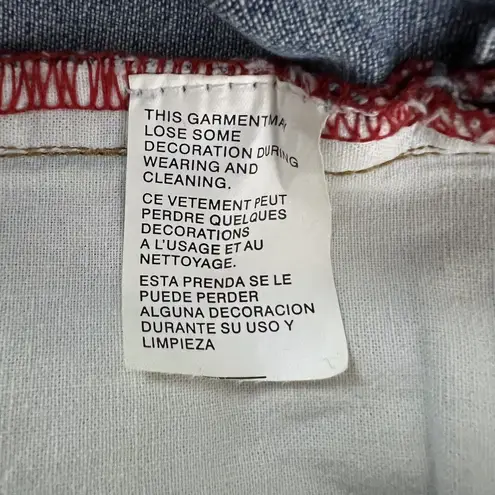 THIS GARMENT MAY
LOSE SOME
DECORATION DURING
WEARING AND
CLEANING.
CE VETEMENT PEUT
PERDRE QUELQUES
DECORATIONS
A L'USAGE ET AU
NETTOYAGE.
ESTA PRENDA SE LE
PUEDE PERDER
ALGUNA DECORACION
DURANTE SU USO Y
LIMPIEZA